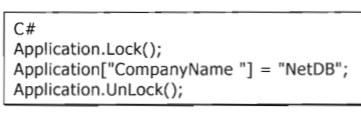 C#
Application.Lock();
Application["CompanyName "] = "NetDB";
Application.UnLock();